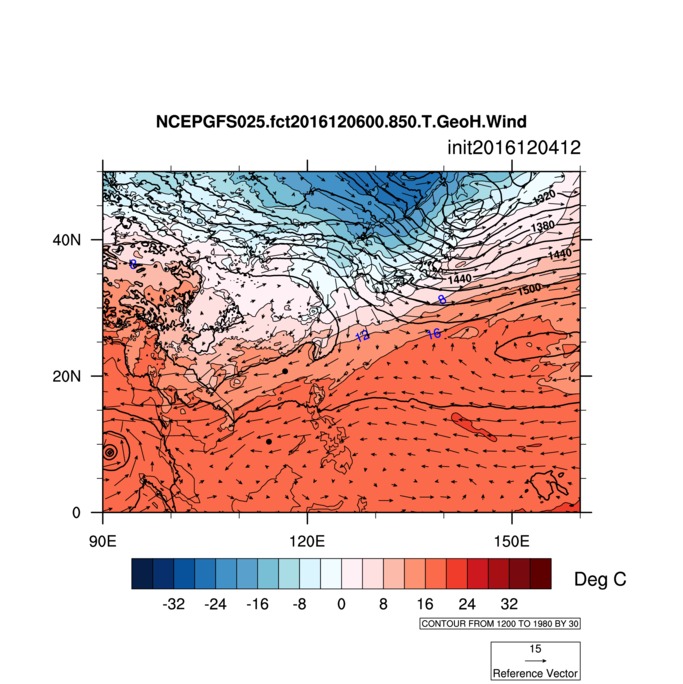 NCEPGFS025.fct2016120600.850.T.GeoH.Wind
init2016120412
1320
1380
40N
1440
0
1440
1500
8
12
16
20N
0
90E
120E
150E
Deg C
-32
-24
-16
-8
0
8
16
24
32
CONTOUR FROM 1200 TO 1980 BY 30
15
Reference Vector